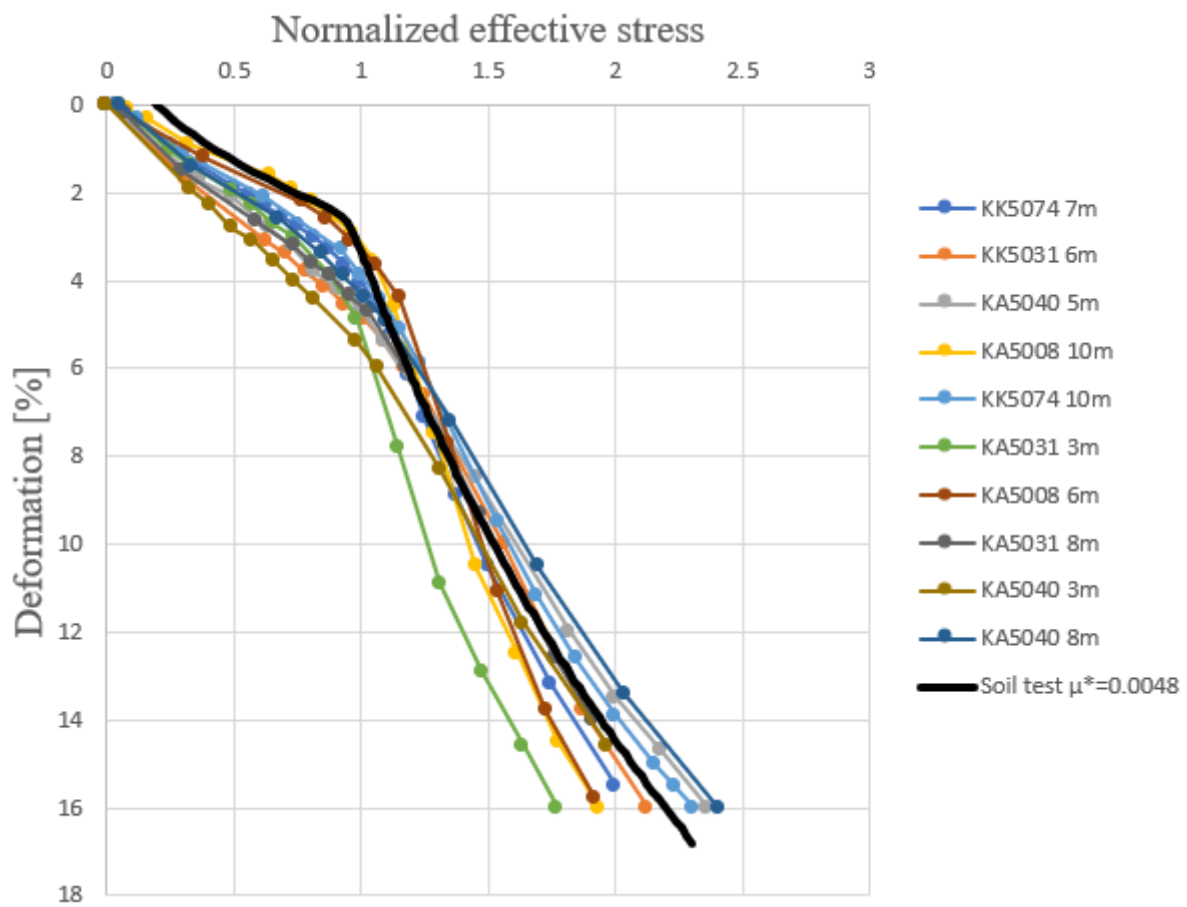 Normalized effective stress
0 0.5 1 1.5 2 2.5 3
0
2
4
6
8
10
12
14
16
18
Deformation [%]
KK5074 7m
KK5031 6m
KA5040 5m
KA5008 10m
KK5074 10m
KA5031 3m
KA5008 6m
KA5031 8m
KA5040 3m
KA5040 8m
Soil test μ*=0.0048